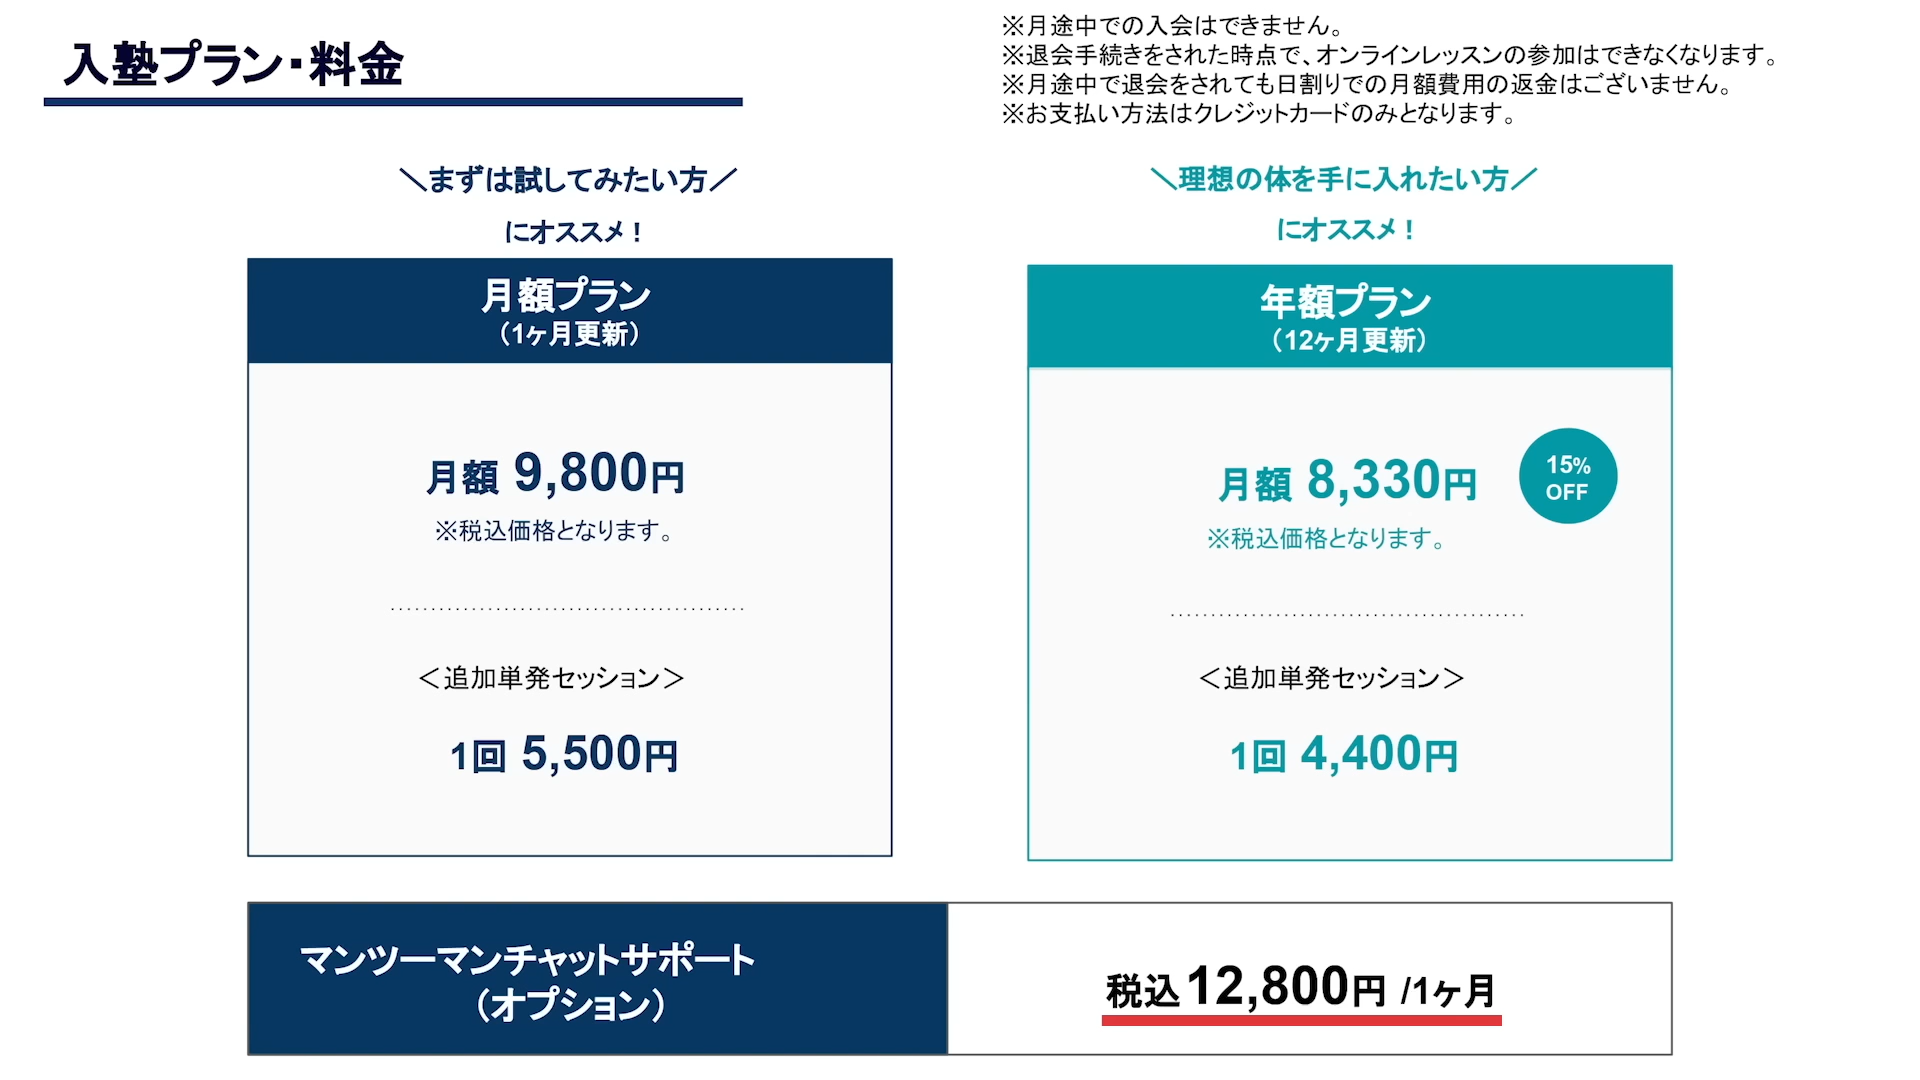 入塾プラン・料金
※月途中での入会はできません。
※退会手続きをされた時点で、オンラインレッスンの参加はできなくなります。
※月途中で退会をされても日割りでの月額費用の返金はございません。
※お支払い方法はクレジットカードのみとなります。
＼まずは試してみたい方／
にオススメ！
月額プラン
（1ヶ月更新）
月額 9,800円
※税込価格となります。
＜追加単発セッション＞
1回 5,500円
＼理想の体を手に入れたい方／
にオススメ！
年額プラン
（12ヶ月更新）
月額 8,330円
15%
OFF
※税込価格となります。
＜追加単発セッション＞
1回 4,400円
マンツーマンチャットサポート
（オプション）
税込12,800円 /1ヶ月